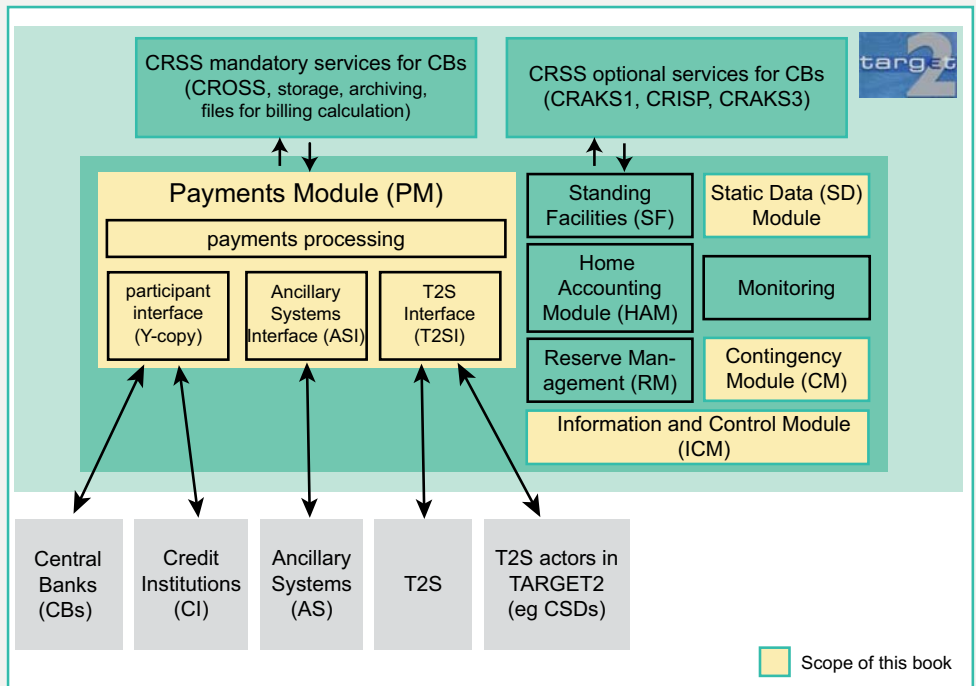 CRSS mandatory services for CBs
(CROSS, storage, archiving,
files for billing calculation)
CRSS optional services for CBs
(CRAKS1, CRISP, CRAKS3)
target
2
Payments Module (PM)
payments processing
participant
interface
(Y-copy)
Ancillary
Systems
Interface (ASI)
T2S
Interface
(T2SI)
Standing
Facilities (SF)
Static Data (SD)
Module
Home
Accounting
Module (HAM)
Monitoring
Reserve Man-
agement (RM)
Contingency
Module (CM)
Information and Control Module
(ICM)
Central
Banks
(CBs)
Credit
Institutions
(CI)
Ancillary
Systems
(AS)
T2S
T2S actors in
TARGET2
(eg CSDs)
Scope of this book